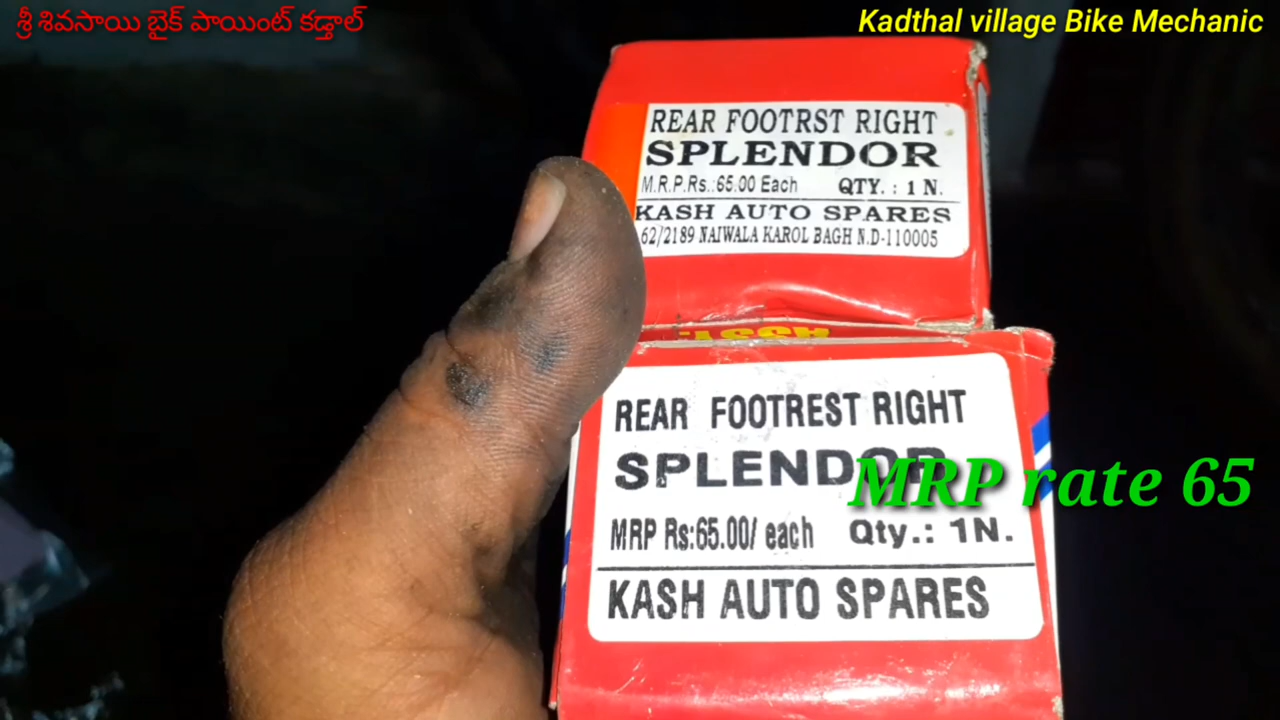 శ్రీ శివసాయి బైక్ పాయింట్ కడ్తాల్
Kadthal village Bike Mechanic
REAR FOOTRST RIGHT
SPLENDOR
M.R.P.Rs.:65.00 Each QTY. : 1 N.
KASH AUTO SPARES
62/2189 NAIWALA KAROL BAGH N.D-110005
REAR FOOTREST RIGHT
SPLENDOR
MRP rate 65
MRP Rs:65.00/ each Qty.: 1N.
KASH AUTO SPARES